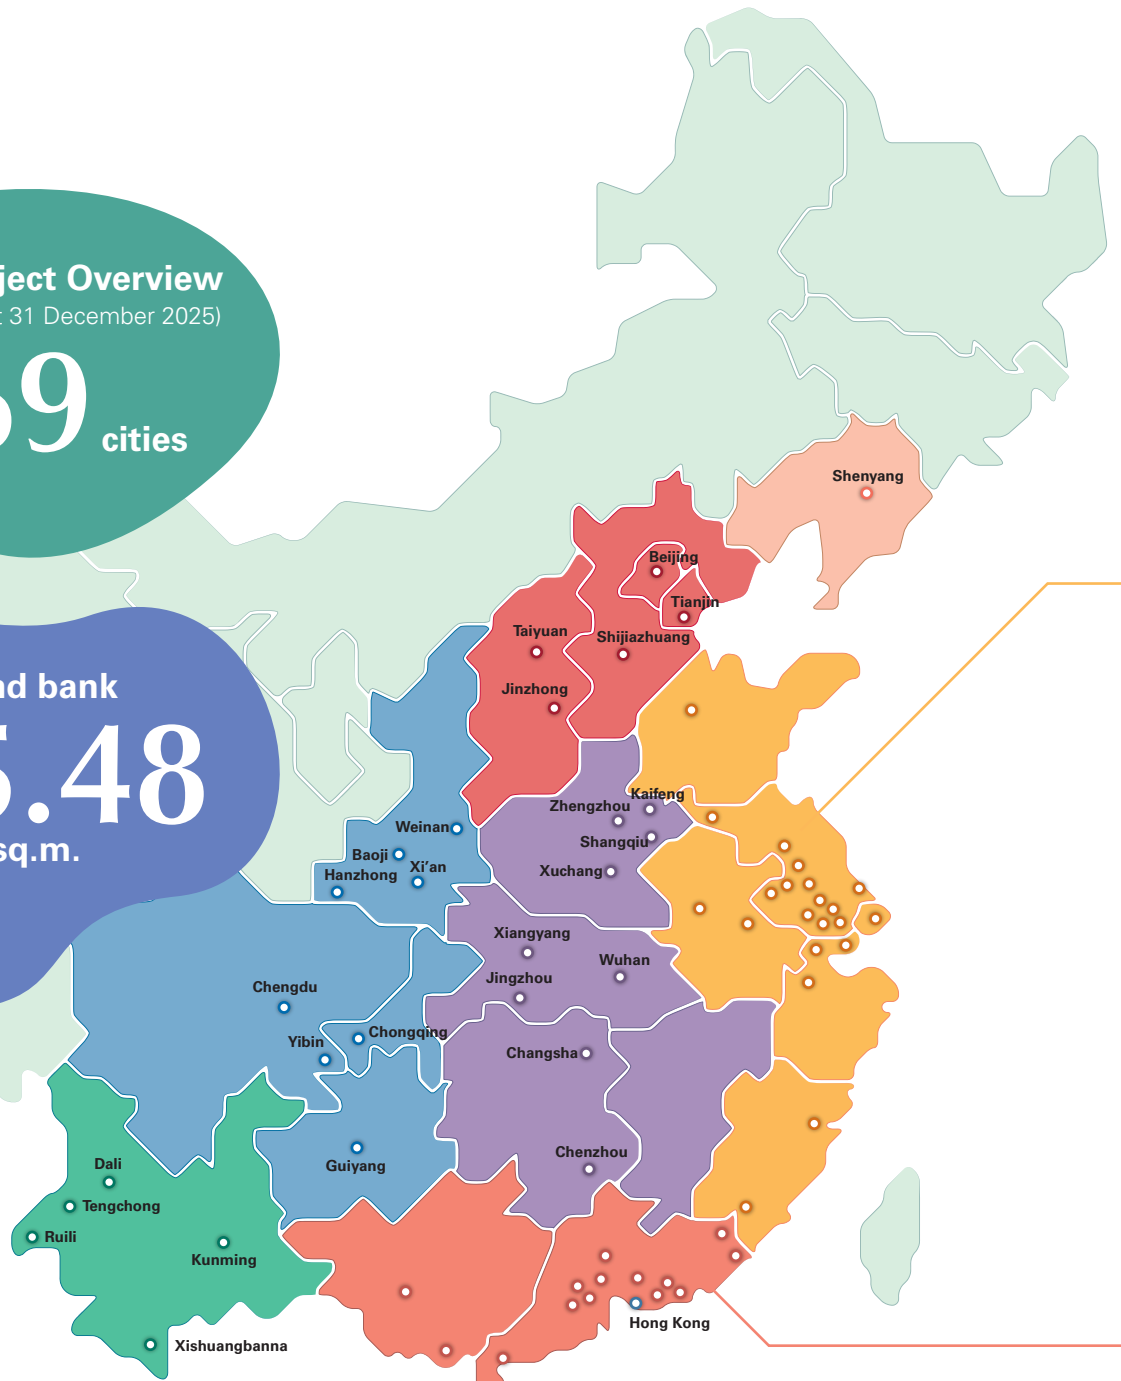 ject Overview
31 December 2025)
9 cities
nd bank
.48
sq.m.
Shenyang
Beijing
Tianjin
Taiyuan
Shijiazhuang
Jinzhong
Kaifeng
Zhengzhou
Weinan
Shangqiu
Baoji
Xi’an
Xuchang
Hanzhong
Xiangyang
Wuhan
Jingzhou
Chengdu
Chongqing
Yibin
Changsha
Chenzhou
Dali
Guiyang
Tengchong
Ruili
Kunming
Hong Kong
Xishuangbanna